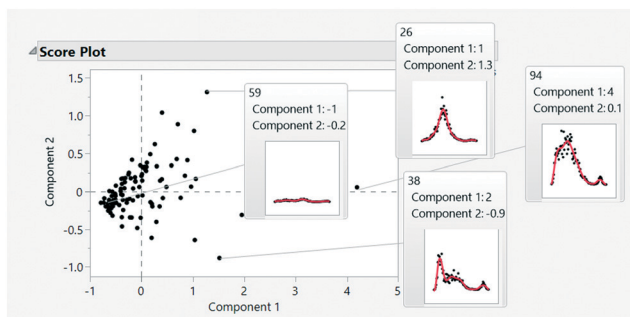 Score Plot
26
Component 1: 1
Component 2: 1.3
59
Component 1: -1
Component 2: -0.2
94
Component 1: 4
Component 2: 0.1
38
Component 1: 2
Component 2: -0.9
Component 2
1.5
1.0
0.5
0
-0.5
-1.0
-1
0
1
2
3
4
5
Component 1